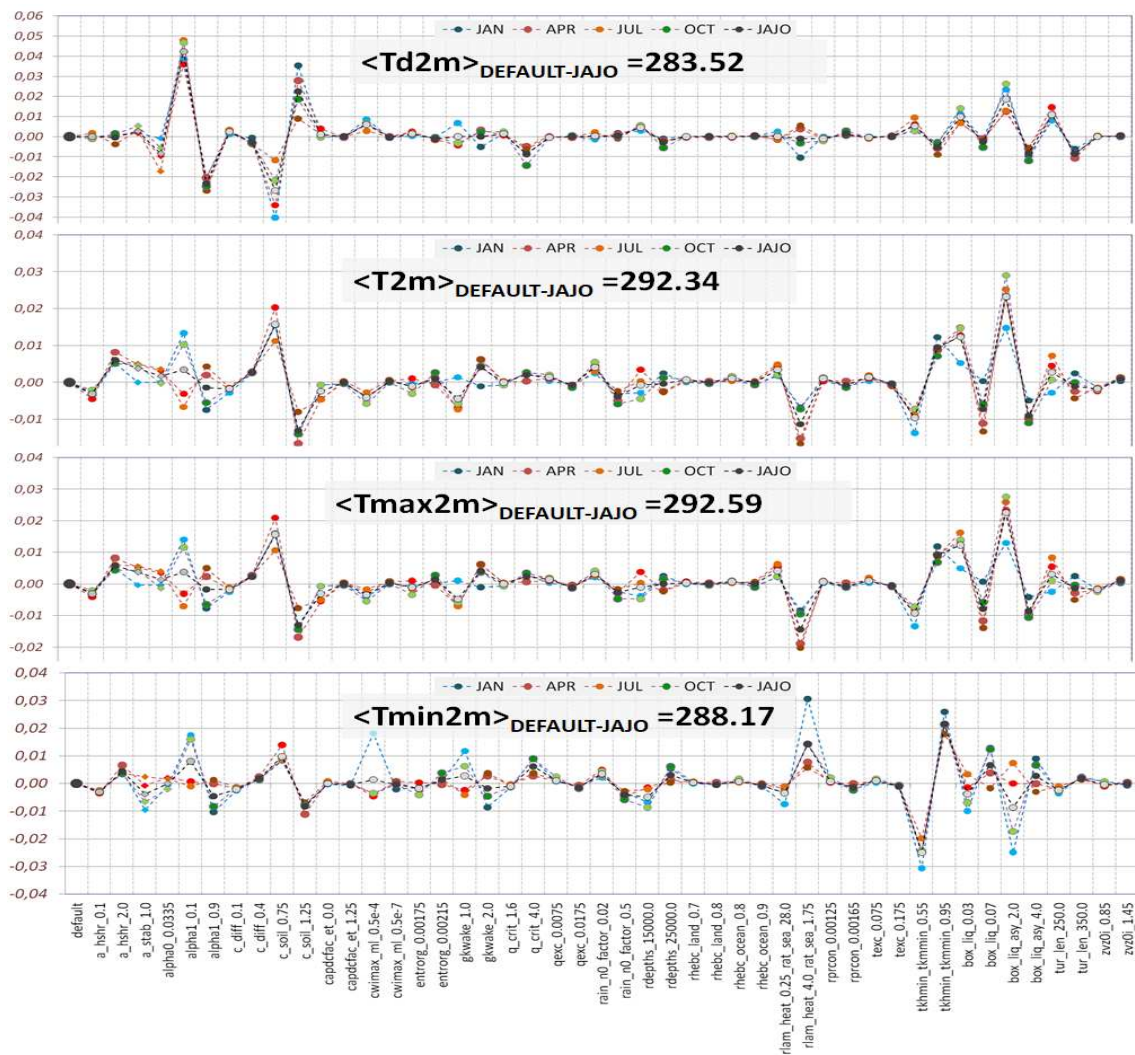 0,06
0,05
0,04
0,03
0,02
0,01
0,00
-0,01
-0,02
-0,03
-0,04
JAN APR JUL OCT JAJO
<Td2m>DEFAULT-JAJO =283.52
0,04
0,03
0,02
0,01
0,00
-0,01
-0,02
JAN APR JUL OCT JAJO
<T2m>DEFAULT-JAJO =292.34
0,04
0,03
0,02
0,01
0,00
-0,01
-0,02
JAN APR JUL OCT JAJO
<Tmax2m>DEFAULT-JAJO =292.59
0,04
0,03
0,02
0,01
0,00
-0,01
-0,02
-0,03
-0,04
JAN APR JUL OCT JAJO
<Tmin2m>DEFAULT-JAJO =288.17
default
a_hshr_0.1
a_hshr_2.0
a_stab_1.0
alpha0_0.0335
alpha1_0.1
alpha1_0.9
c_diff_0.1
c_diff_0.4
c_soil_0.75
c_soil_1.25
capdcfac_et_0.0
capdcfac_et_1.25
cwimax_ml_0.5e-4
cwimax_ml_0.5e-7
entrorg_0.00175
entrorg_0.00215
gkwake_1.0
gkwake_2.0
q_crit_1.6
q_crit_4.0
qexc_0.0075
qexc_0.0175
rain_n0_factor_0.02
rain_n0_factor_0.5
rdepths_15000.0
rdepths_25000.0
rhebc_land_0.7
rhebc_land_0.8
rhebc_ocean_0.8
rhebc_ocean_0.9
rlam_heat_0.25_rat_sea_28.0
rlam_heat_4.0_rat_sea_1.75
rprcon_0.00125
rprcon_0.00165
texc_0.075
texc_0.175
tkhmin_tkmmin_0.55
tkhmin_tkmmin_0.95
box_liq_0.03
box_liq_0.07
box_liq_asy_2.0
box_liq_asy_4.0
tur_len_250.0
tur_len_350.0
zvz0i_0.85
zvz0i_1.45